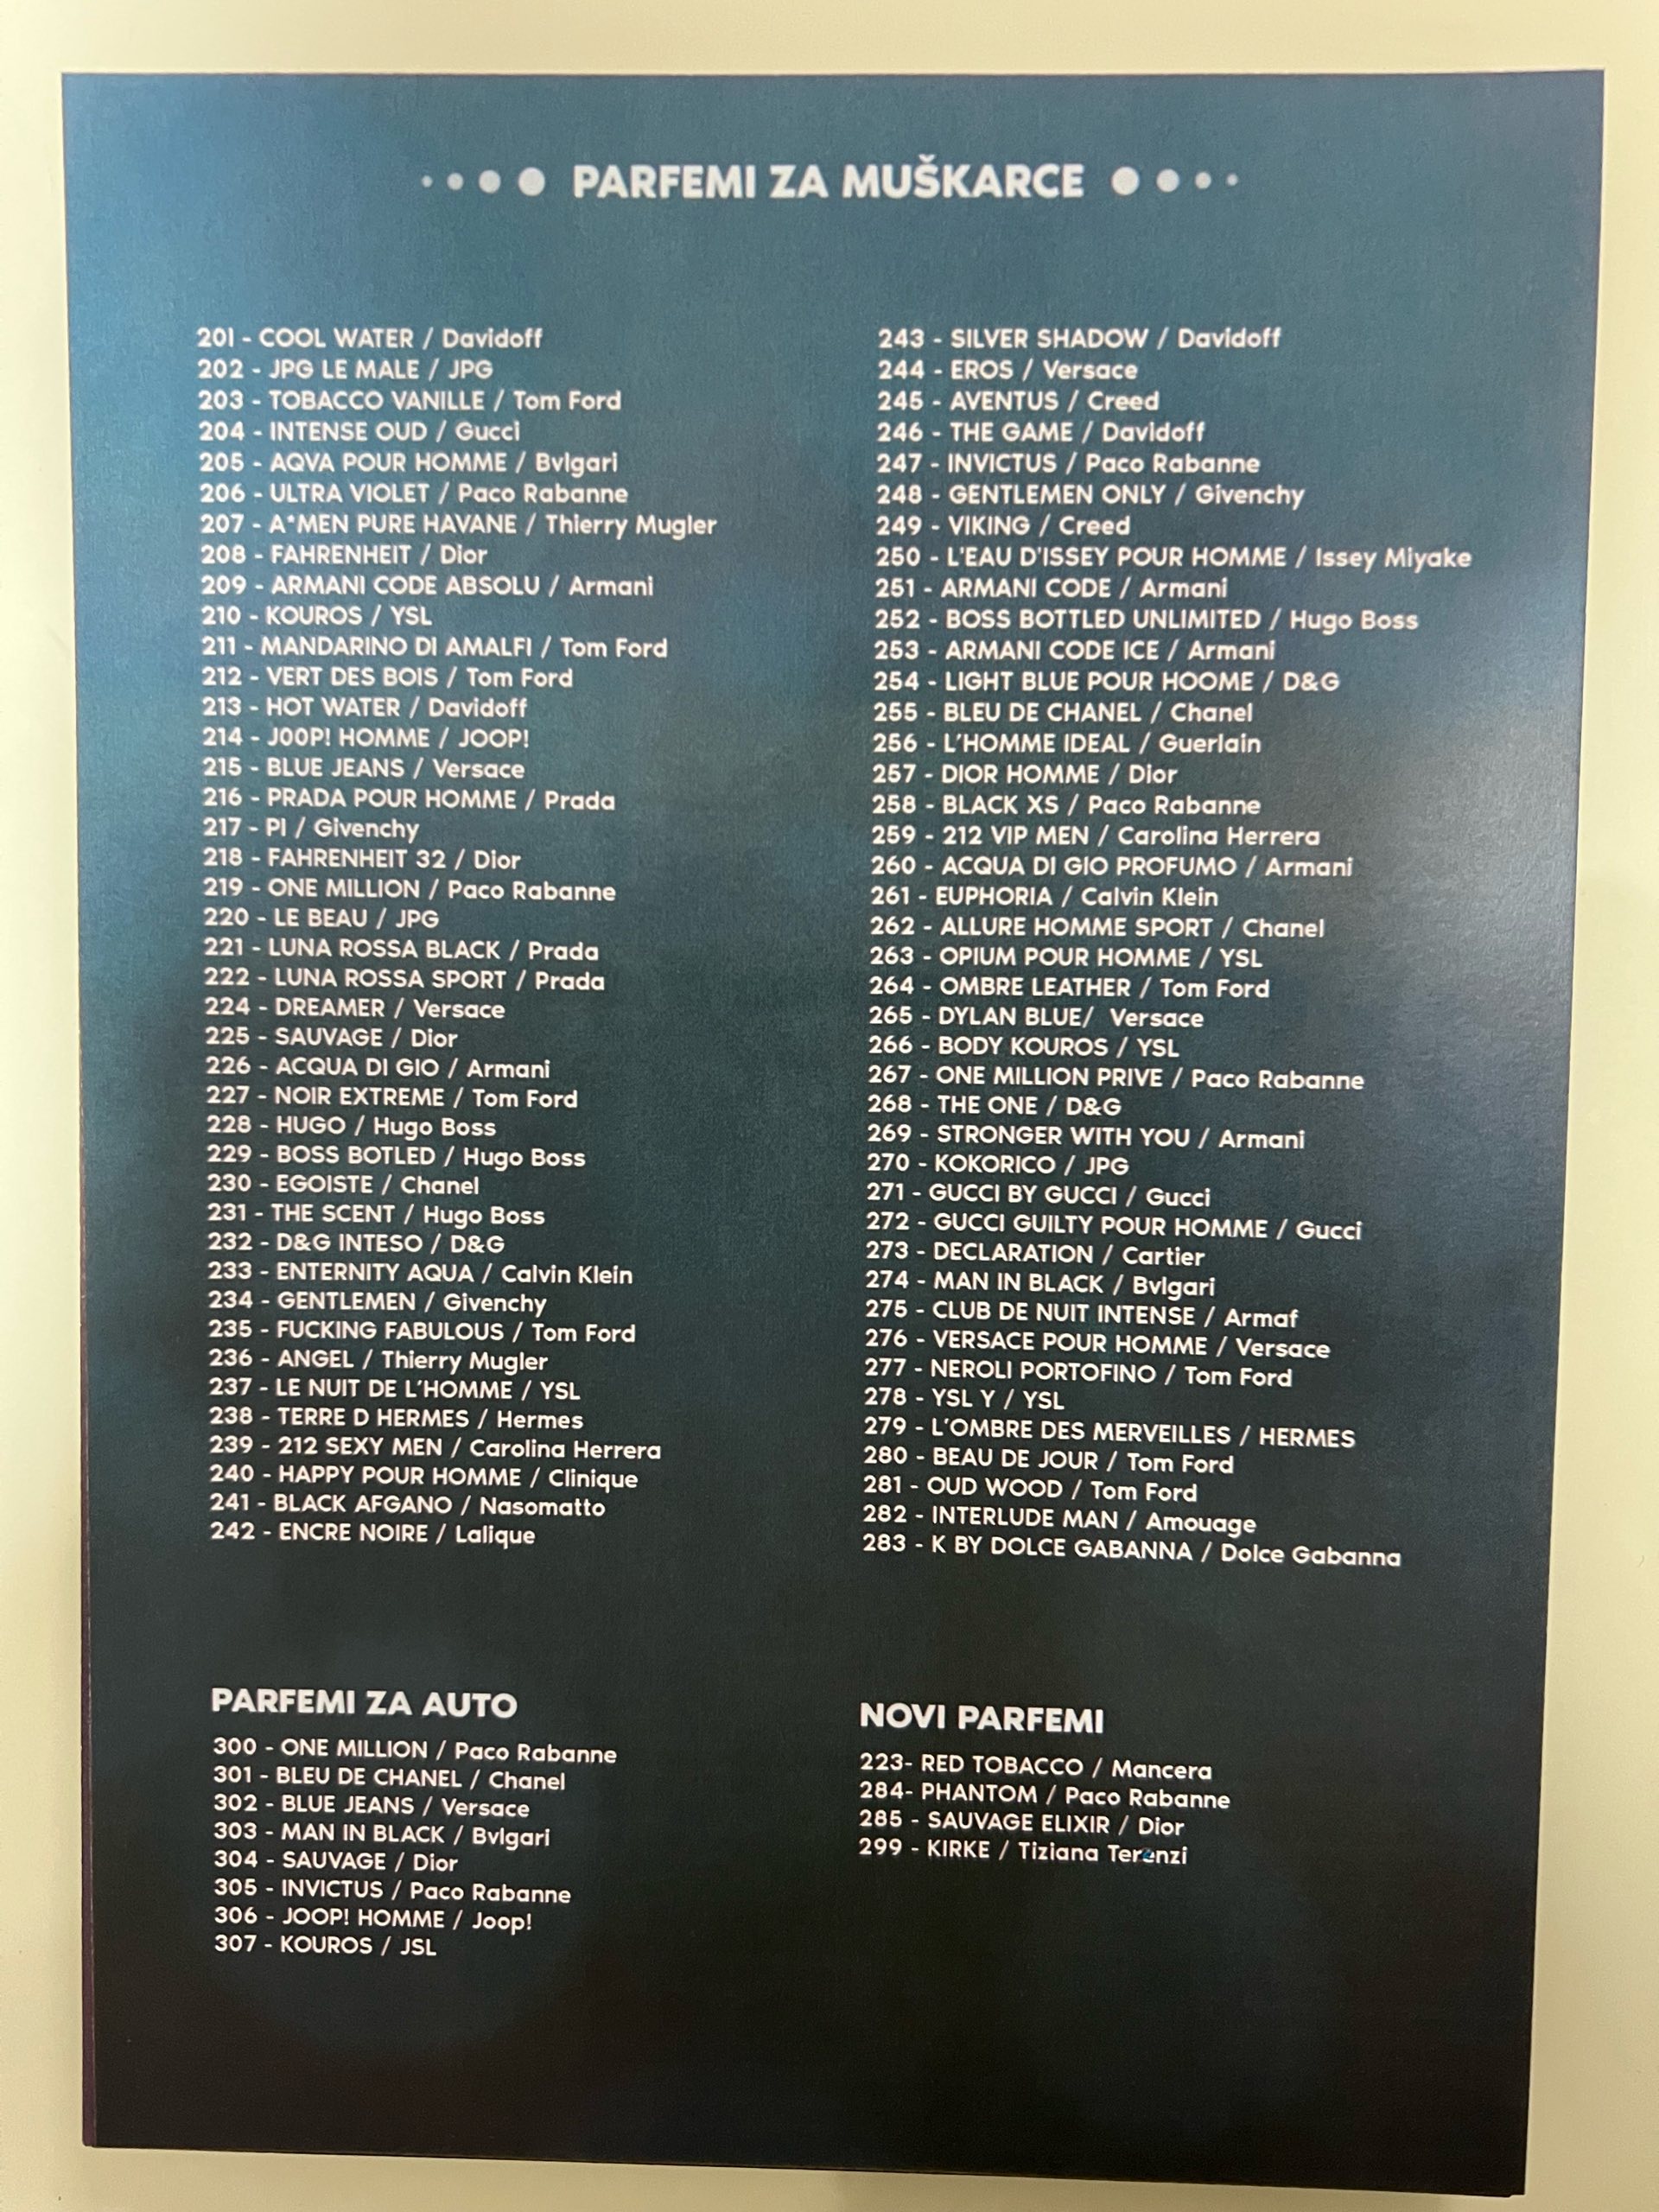 PARFEMI ZA MUŠKARCE
201 - COOL WATER / Davidoff
202 - JPG LE MALE / JPG
203 - TOBACCO VANILLE / Tom Ford
204 - INTENSE OUD / Gucci
205 - AQVA POUR HOMME / Bvlgari
206 - ULTRA VIOLET / Paco Rabanne
207 - A*MEN PURE HAVANE / Thierry Mugler
208 - FAHRENHEIT / Dior
209 - ARMANI CODE ABSOLU / Armani
210 - KOUROS / YSL
211 - MANDARINO DI AMALFI / Tom Ford
212 - VERT DES BOIS / Tom Ford
213 - HOT WATER / Davidoff
214 - JOOP! HOMME / JOOP!
215 - BLUE JEANS / Versace
216 - PRADA POUR HOMME / Prada
217 - PI / Givenchy
218 - FAHRENHEIT 32 / Dior
219 - ONE MILLION / Paco Rabanne
220 - LE BEAU / JPG
221 - LUNA ROSSA BLACK / Prada
222 - LUNA ROSSA SPORT / Prada
224 - DREAMER / Versace
225 - SAUVAGE / Dior
226 - ACQUA DI GIO / Armani
227 - NOIR EXTREME / Tom Ford
228 - HUGO / Hugo Boss
229 - BOSS BOTLED / Hugo Boss
230 - EGOISTE / Chanel
231 - THE SCENT / Hugo Boss
232 - D&G INTESO / D&G
233 - ENTERNITY AQUA / Calvin Klein
234 - GENTLEMEN / Givenchy
235 - FUCKING FABULOUS / Tom Ford
236 - ANGEL / Thierry Mugler
237 - LE NUIT DE L'HOMME / YSL
238 - TERRE D HERMES / Hermes
239 - 212 SEXY MEN / Carolina Herrera
240 - HAPPY POUR HOMME / Clinique
241 - BLACK AFGANO / Nasomatto
242 - ENCRE NOIRE / Lalique
243 - SILVER SHADOW / Davidoff
244 - EROS / Versace
245 - AVENTUS / Creed
246 - THE GAME / Davidoff
247 - INVICTUS / Paco Rabanne
248 - GENTLEMEN ONLY / Givenchy
249 - VIKING / Creed
250 - L'EAU D'ISSEY POUR HOMME / Issey Miyake
251 - ARMANI CODE / Armani
252 - BOSS BOTTLED UNLIMITED / Hugo Boss
253 - ARMANI CODE ICE / Armani
254 - LIGHT BLUE POUR HOOME / D&G
255 - BLEU DE CHANEL / Chanel
256 - L'HOMME IDEAL / Guerlain
257 - DIOR HOMME / Dior
258 - BLACK XS / Paco Rabanne
259 - 212 VIP MEN / Carolina Herrera
260 - ACQUA DI GIO PROFUMO / Armani
261 - EUPHORIA / Calvin Klein
262 - ALLURE HOMME SPORT / Chanel
263 - OPIUM POUR HOMME / YSL
264 - OMBRE LEATHER / Tom Ford
265 - DYLAN BLUE/ Versace
266 - BODY KOUROS / YSL
267 - ONE MILLION PRIVE / Paco Rabanne
268 - THE ONE / D&G
269 - STRONGER WITH YOU / Armani
270 - KOKORICO / JPG
271 - GUCCI BY GUCCI / Gucci
272 - GUCCI GUILTY POUR HOMME / Gucci
273 - DECLARATION / Cartier
274 - MAN IN BLACK / Bvlgari
275 - CLUB DE NUIT INTENSE / Armaf
276 - VERSACE POUR HOMME / Versace
277 - NEROLI PORTOFINO / Tom Ford
278 - YSL Y / YSL
279 - L'OMBRE DES MERVEILLES / HERMES
280 - BEAU DE JOUR / Tom Ford
281 - OUD WOOD / Tom Ford
282 - INTERLUDE MAN / Amouage
283 - K BY DOLCE GABANNA / Dolce Gabanna
PARFEMI ZA AUTO
300 - ONE MILLION / Paco Rabanne
301 - BLEU DE CHANEL / Chanel
302 - BLUE JEANS / Versace
303 - MAN IN BLACK / Bvlgari
304 - SAUVAGE / Dior
305 - INVICTUS / Paco Rabanne
306 - JOOP! HOMME / Joop!
307 - KOUROS / JSL
NOVI PARFEMI
223- RED TOBACCO / Mancera
284- PHANTOM / Paco Rabanne
285 - SAUVAGE ELIXIR / Dior
299 - KIRKE / Tiziana Terenzi